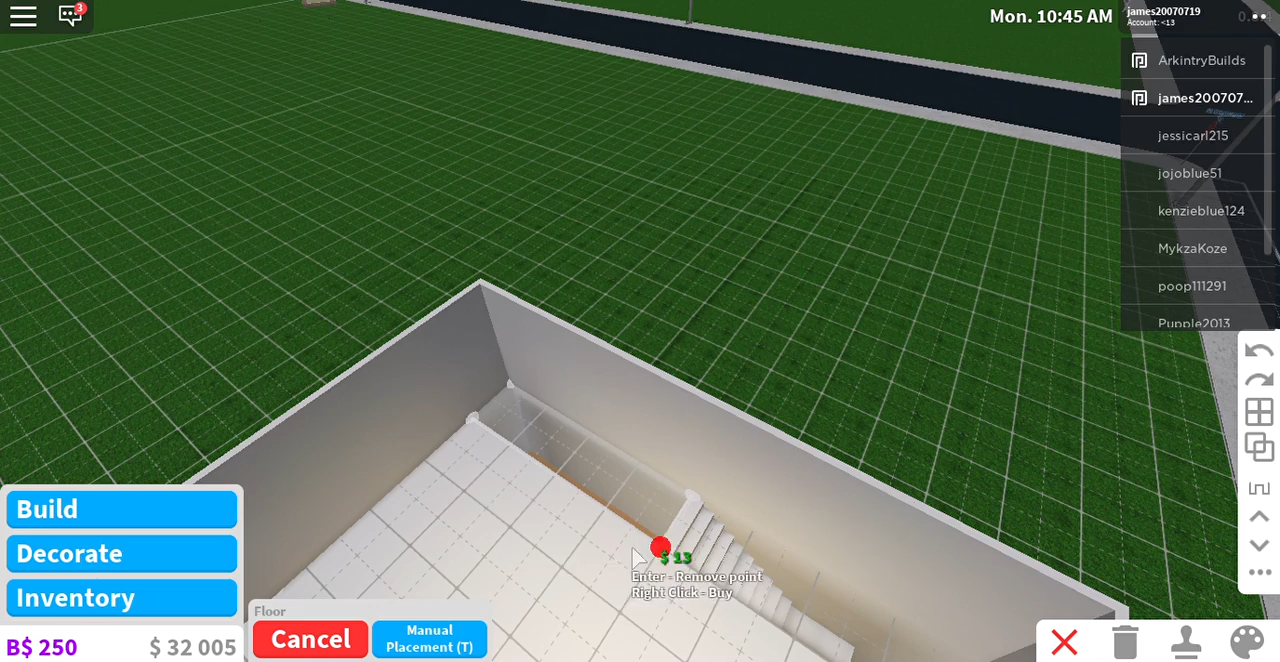 3
Mon. 10:45 AM
james20070719
Account: <13
ArkintryBuilds
james200707...
jessicarl215
jojoblue51
kenzieblue124
MykzaKoze
poop111291
Pupple2013
$ 13
Enter - Remove point
Right Click - Buy
Build
Decorate
Inventory
B$ 250
$ 32 005
Floor
Cancel
Manual
Placement (T)